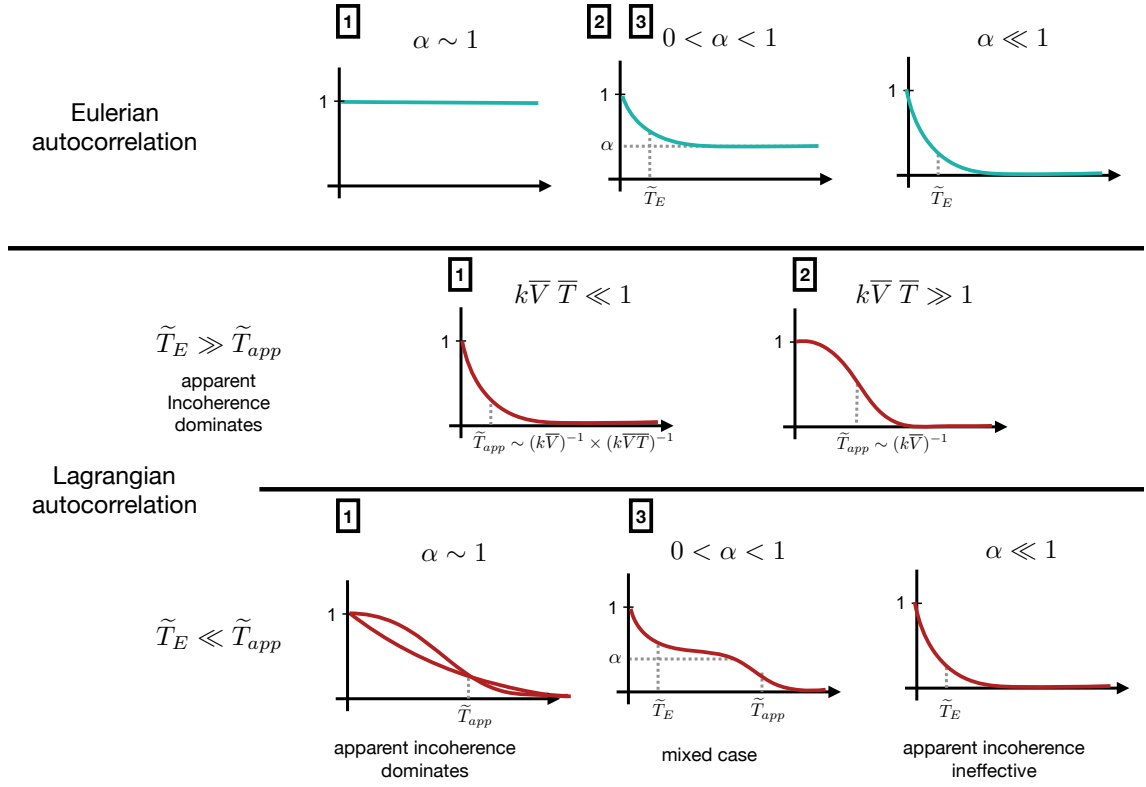 1
α ∼ 1
2 3
0 < α < 1
α ≪ 1
Eulerian
autocorrelation
1
1
α
T̃_E
1
T̃_E
1
kV̅ T̅ ≪ 1
2
kV̅ T̅ ≫ 1
T̃_E ≫ T̃_app
apparent
Incoherence
dominates
1
T̃_app ∼ (kV̅)⁻¹ × (kV̅T̅)⁻¹
1
T̃_app ∼ (kV̅)⁻¹
Lagrangian
autocorrelation
1
α ∼ 1
3
0 < α < 1
α ≪ 1
T̃_E ≪ T̃_app
1
T̃_app
1
α
T̃_E
T̃_app
1
T̃_E
apparent incoherence
dominates
mixed case
apparent incoherence
ineffective